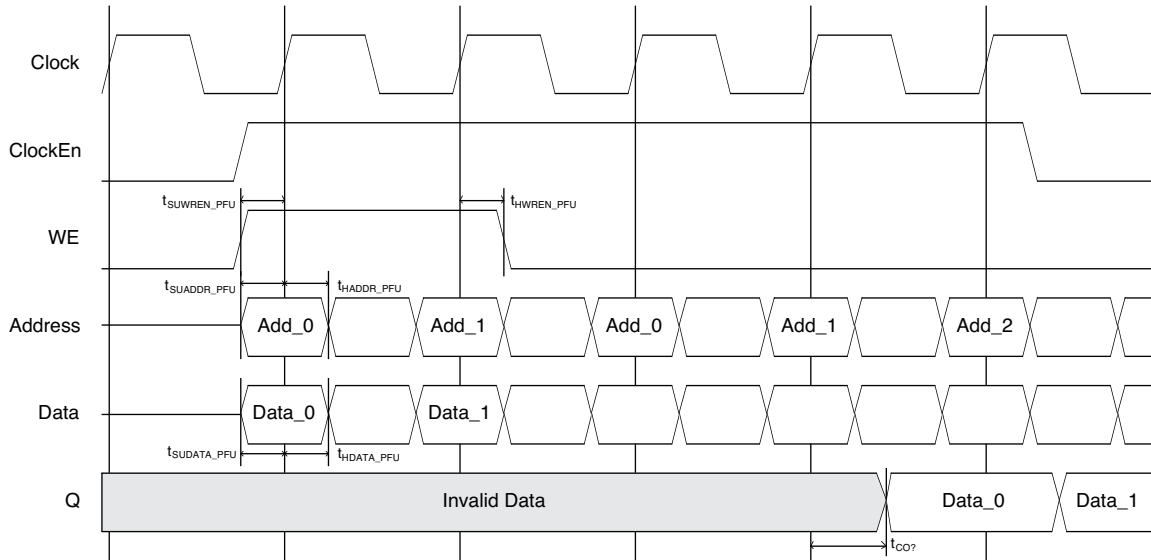 Clock
ClockEn
tSUWREN_PFU
tHWREN_PFU
WE
tSUADDR_PFU
tHADDR_PFU
Address
Add_0
Add_1
Add_0
Add_1
Add_2
Data
Data_0
Data_1
tSUDATA_PFU
tHDATA_PFU
Q
Invalid Data
Data_0
Data_1
tCO?